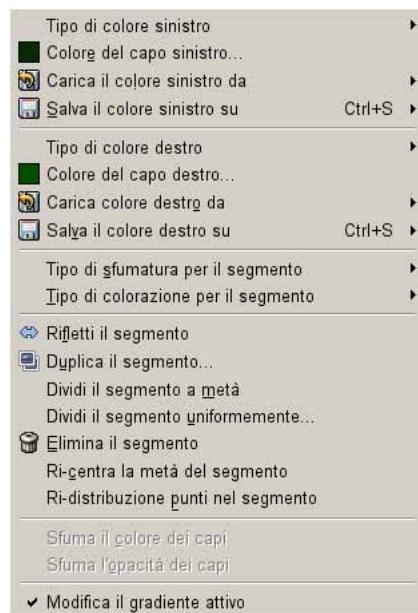 Tipo di colore sinistro
Colore del capo sinistro...
Carica il colore sinistro da
Salva il colore sinistro su Ctrl+S
Tipo di colore destro
Colore del capo destro...
Carica colore destro da
Salva il colore destro su Ctrl+S
Tipo di sfumatura per il segmento
Tipo di colorazione per il segmento
Rifletti il segmento
Duplica il segmento...
Dividi il segmento a metà
Dividi il segmento uniformemente...
Elimina il segmento
Ri-centra la metà del segmento
Ri-distribuzione punti nel segmento
Sfuma il colore dei capi
Sfuma l'opacità dei capi
Modifica il gradiente attivo